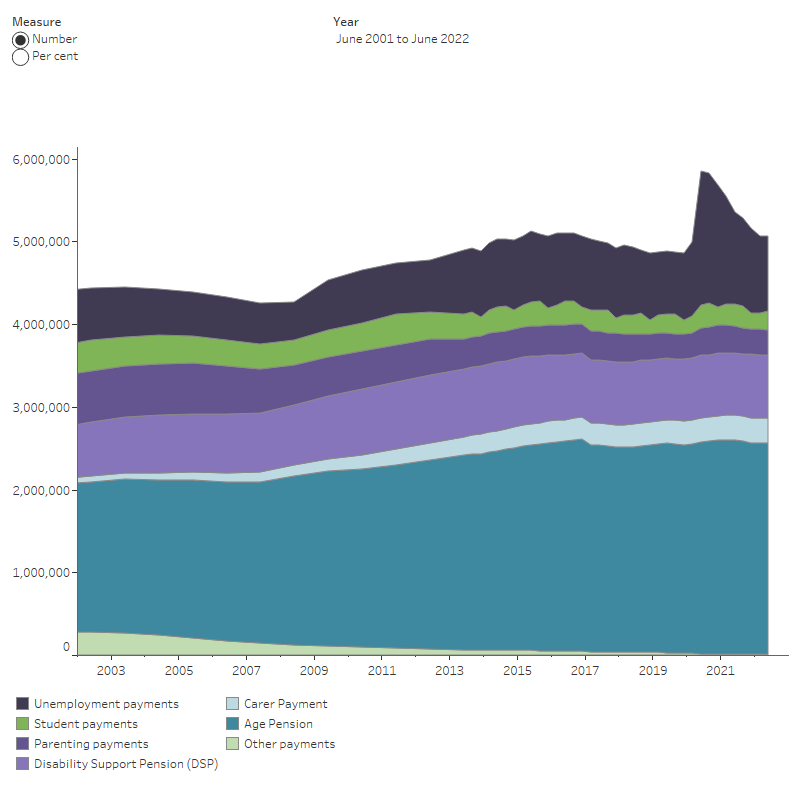 Measure
Number
Per cent
Year
June 2001 to June 2022
6,000,000
5,000,000
4,000,000
3,000,000
2,000,000
1,000,000
0
2003 2005 2007 2009 2011 2013 2015 2017 2019 2021
Unemployment payments
Student payments
Parenting payments
Disability Support Pension (DSP)
Carer Payment
Age Pension
Other payments